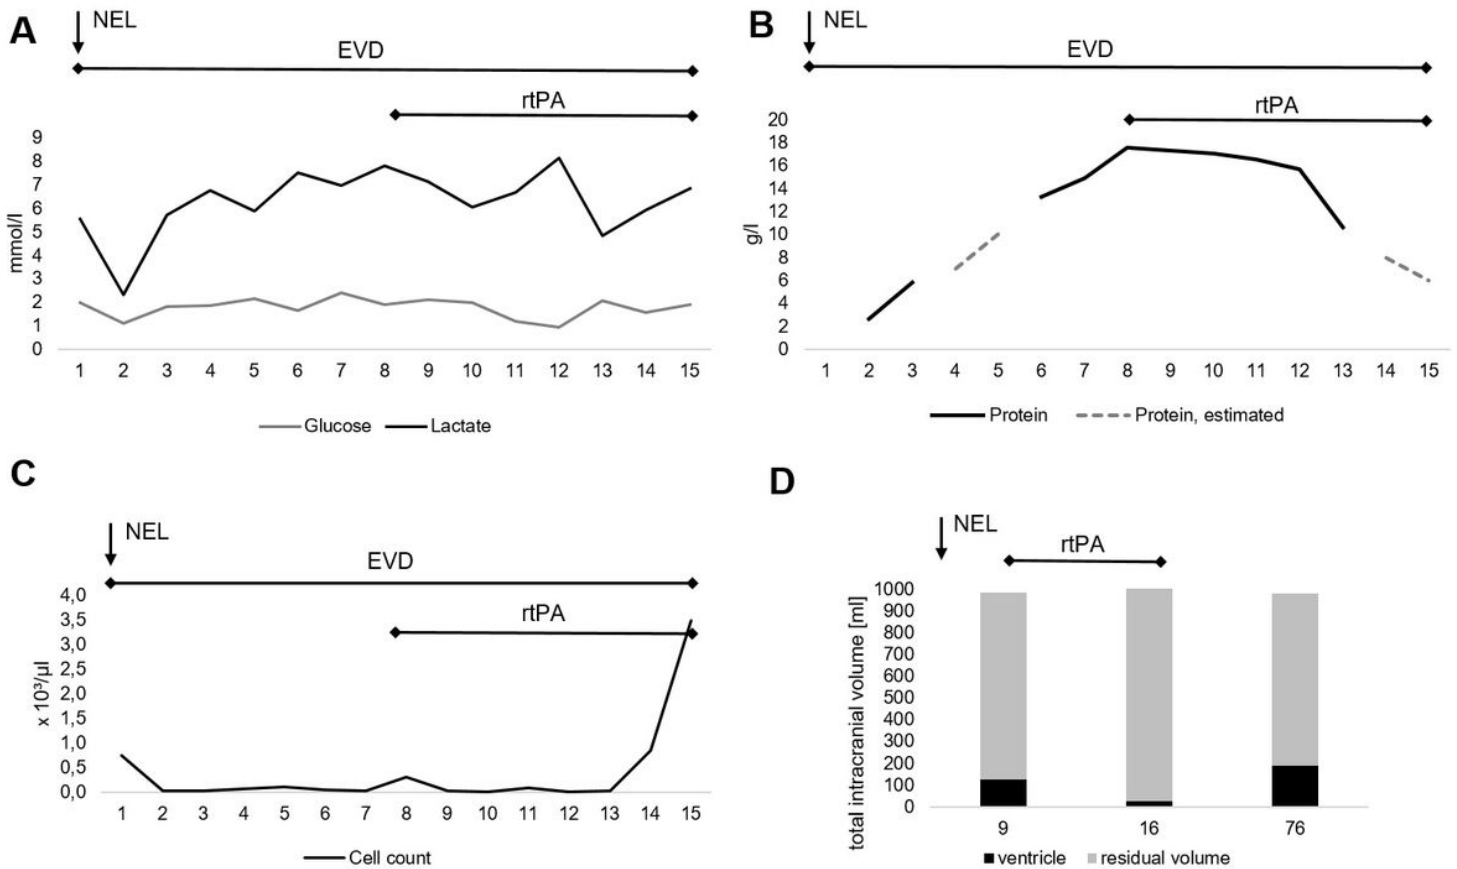 A
NEL
EVD
rtPA
9
8
7
6
5
4
3
2
1
0
mmol/l
1 2 3 4 5 6 7 8 9 10 11 12 13 14 15
Glucose Lactate
B
NEL
EVD
rtPA
20
18
16
14
12
10
8
6
4
2
0
g/l
1 2 3 4 5 6 7 8 9 10 11 12 13 14 15
Protein Protein, estimated
C
NEL
EVD
rtPA
4,0
3,5
3,0
2,5
2,0
1,5
1,0
0,5
0,0
x 10³/µl
1 2 3 4 5 6 7 8 9 10 11 12 13 14 15
Cell count
D
NEL
rtPA
1000
900
800
700
600
500
400
300
200
100
0
total intracranial volume [ml]
9 16 76
ventricle residual volume